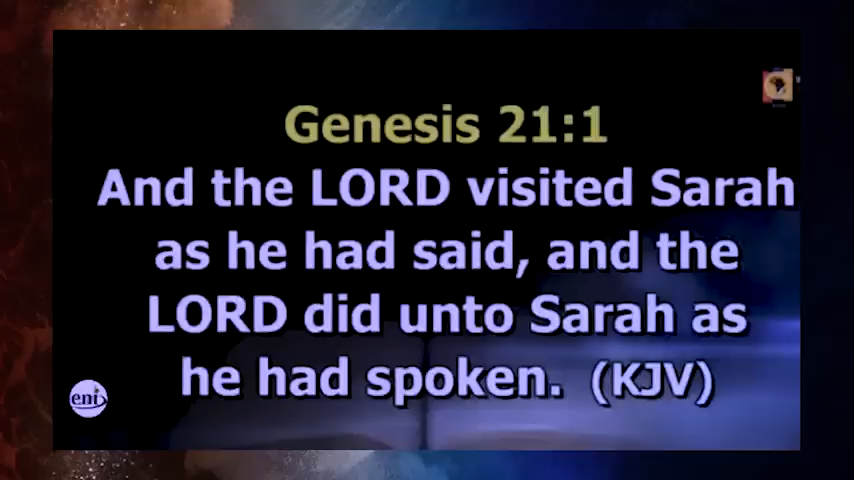 Genesis 21:1
And the LORD visited Sarah
as he had said, and the
LORD did unto Sarah as
he had spoken. (KJV)
eni